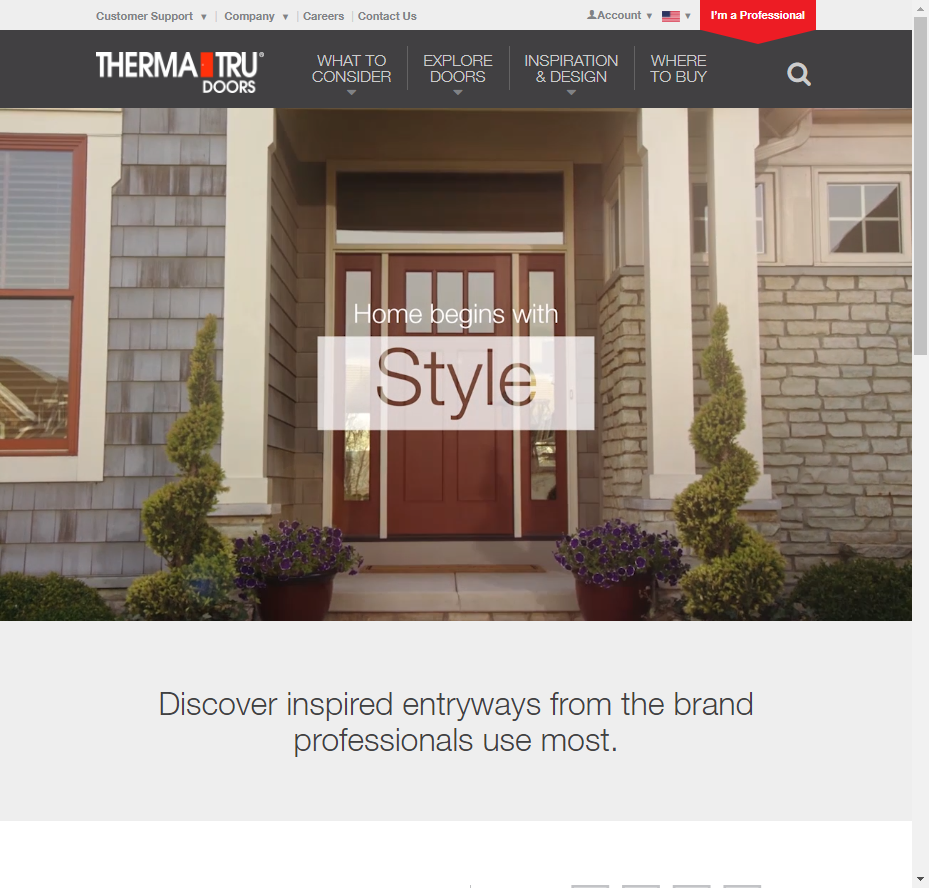 Customer Support ▼ | Company ▼ | Careers | Contact Us
Account ▼
▼
I'm a Professional
THERMA TRU®
DOORS
WHAT TO
CONSIDER
EXPLORE
DOORS
INSPIRATION
& DESIGN
WHERE
TO BUY
Home begins with
Style
Discover inspired entryways from the brand
professionals use most.